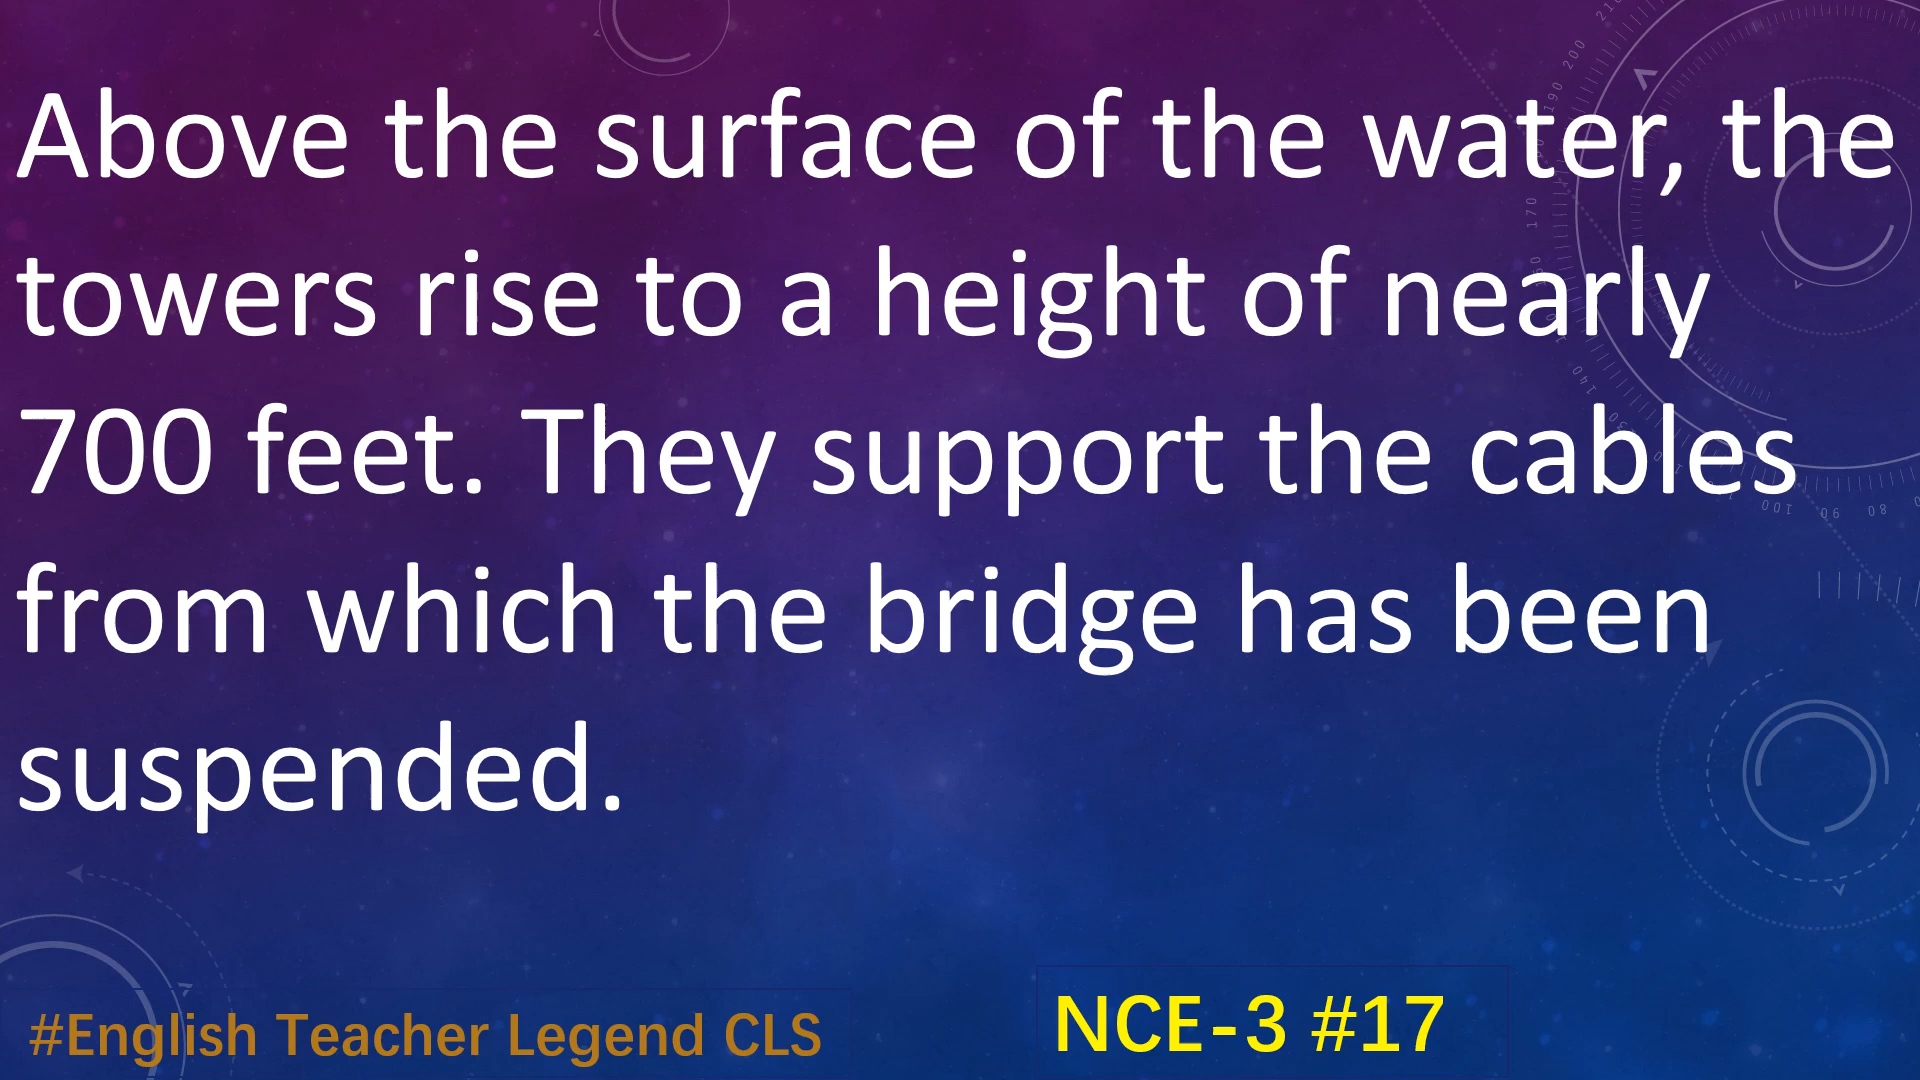 Above the surface of the water, the
towers rise to a height of nearly
700 feet. They support the cables
from which the bridge has been
suspended.
#English Teacher Legend CLS
NCE-3 #17